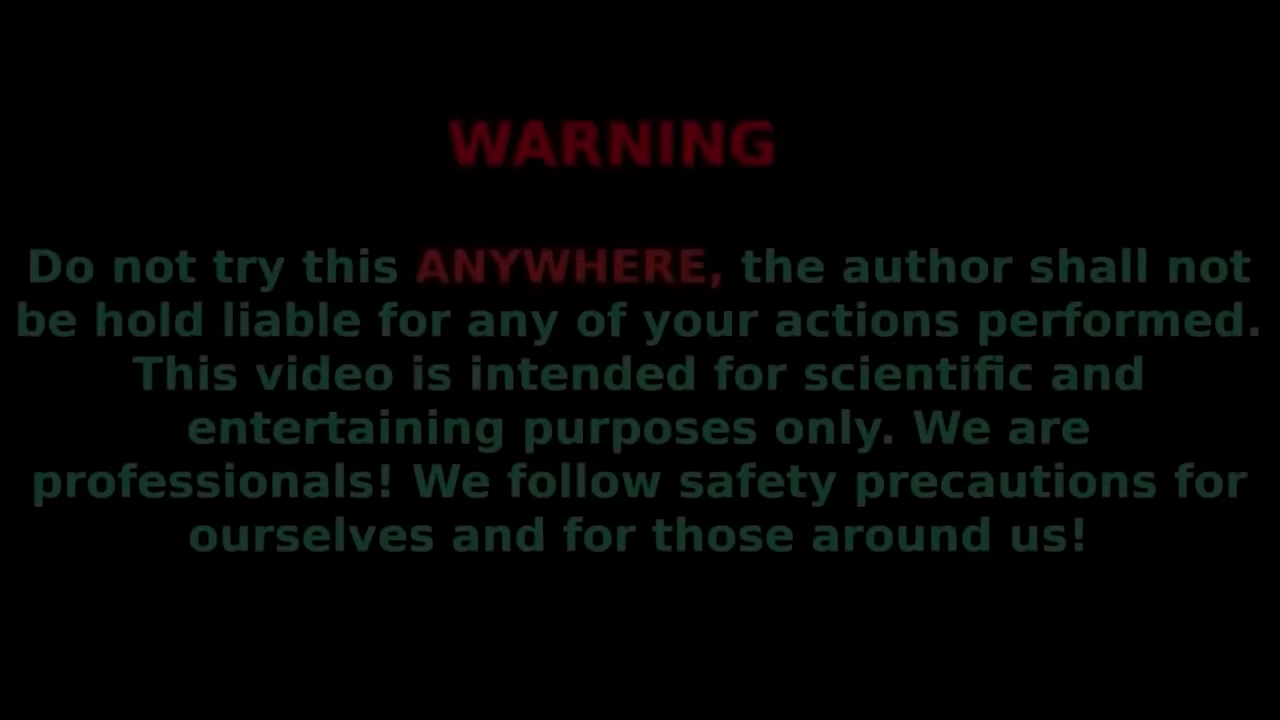 WARNING
Do not try this ANYWHERE, the author shall not
be hold liable for any of your actions performed.
This video is intended for scientific and
entertaining purposes only. We are
professionals! We follow safety precautions for
ourselves and for those around us!